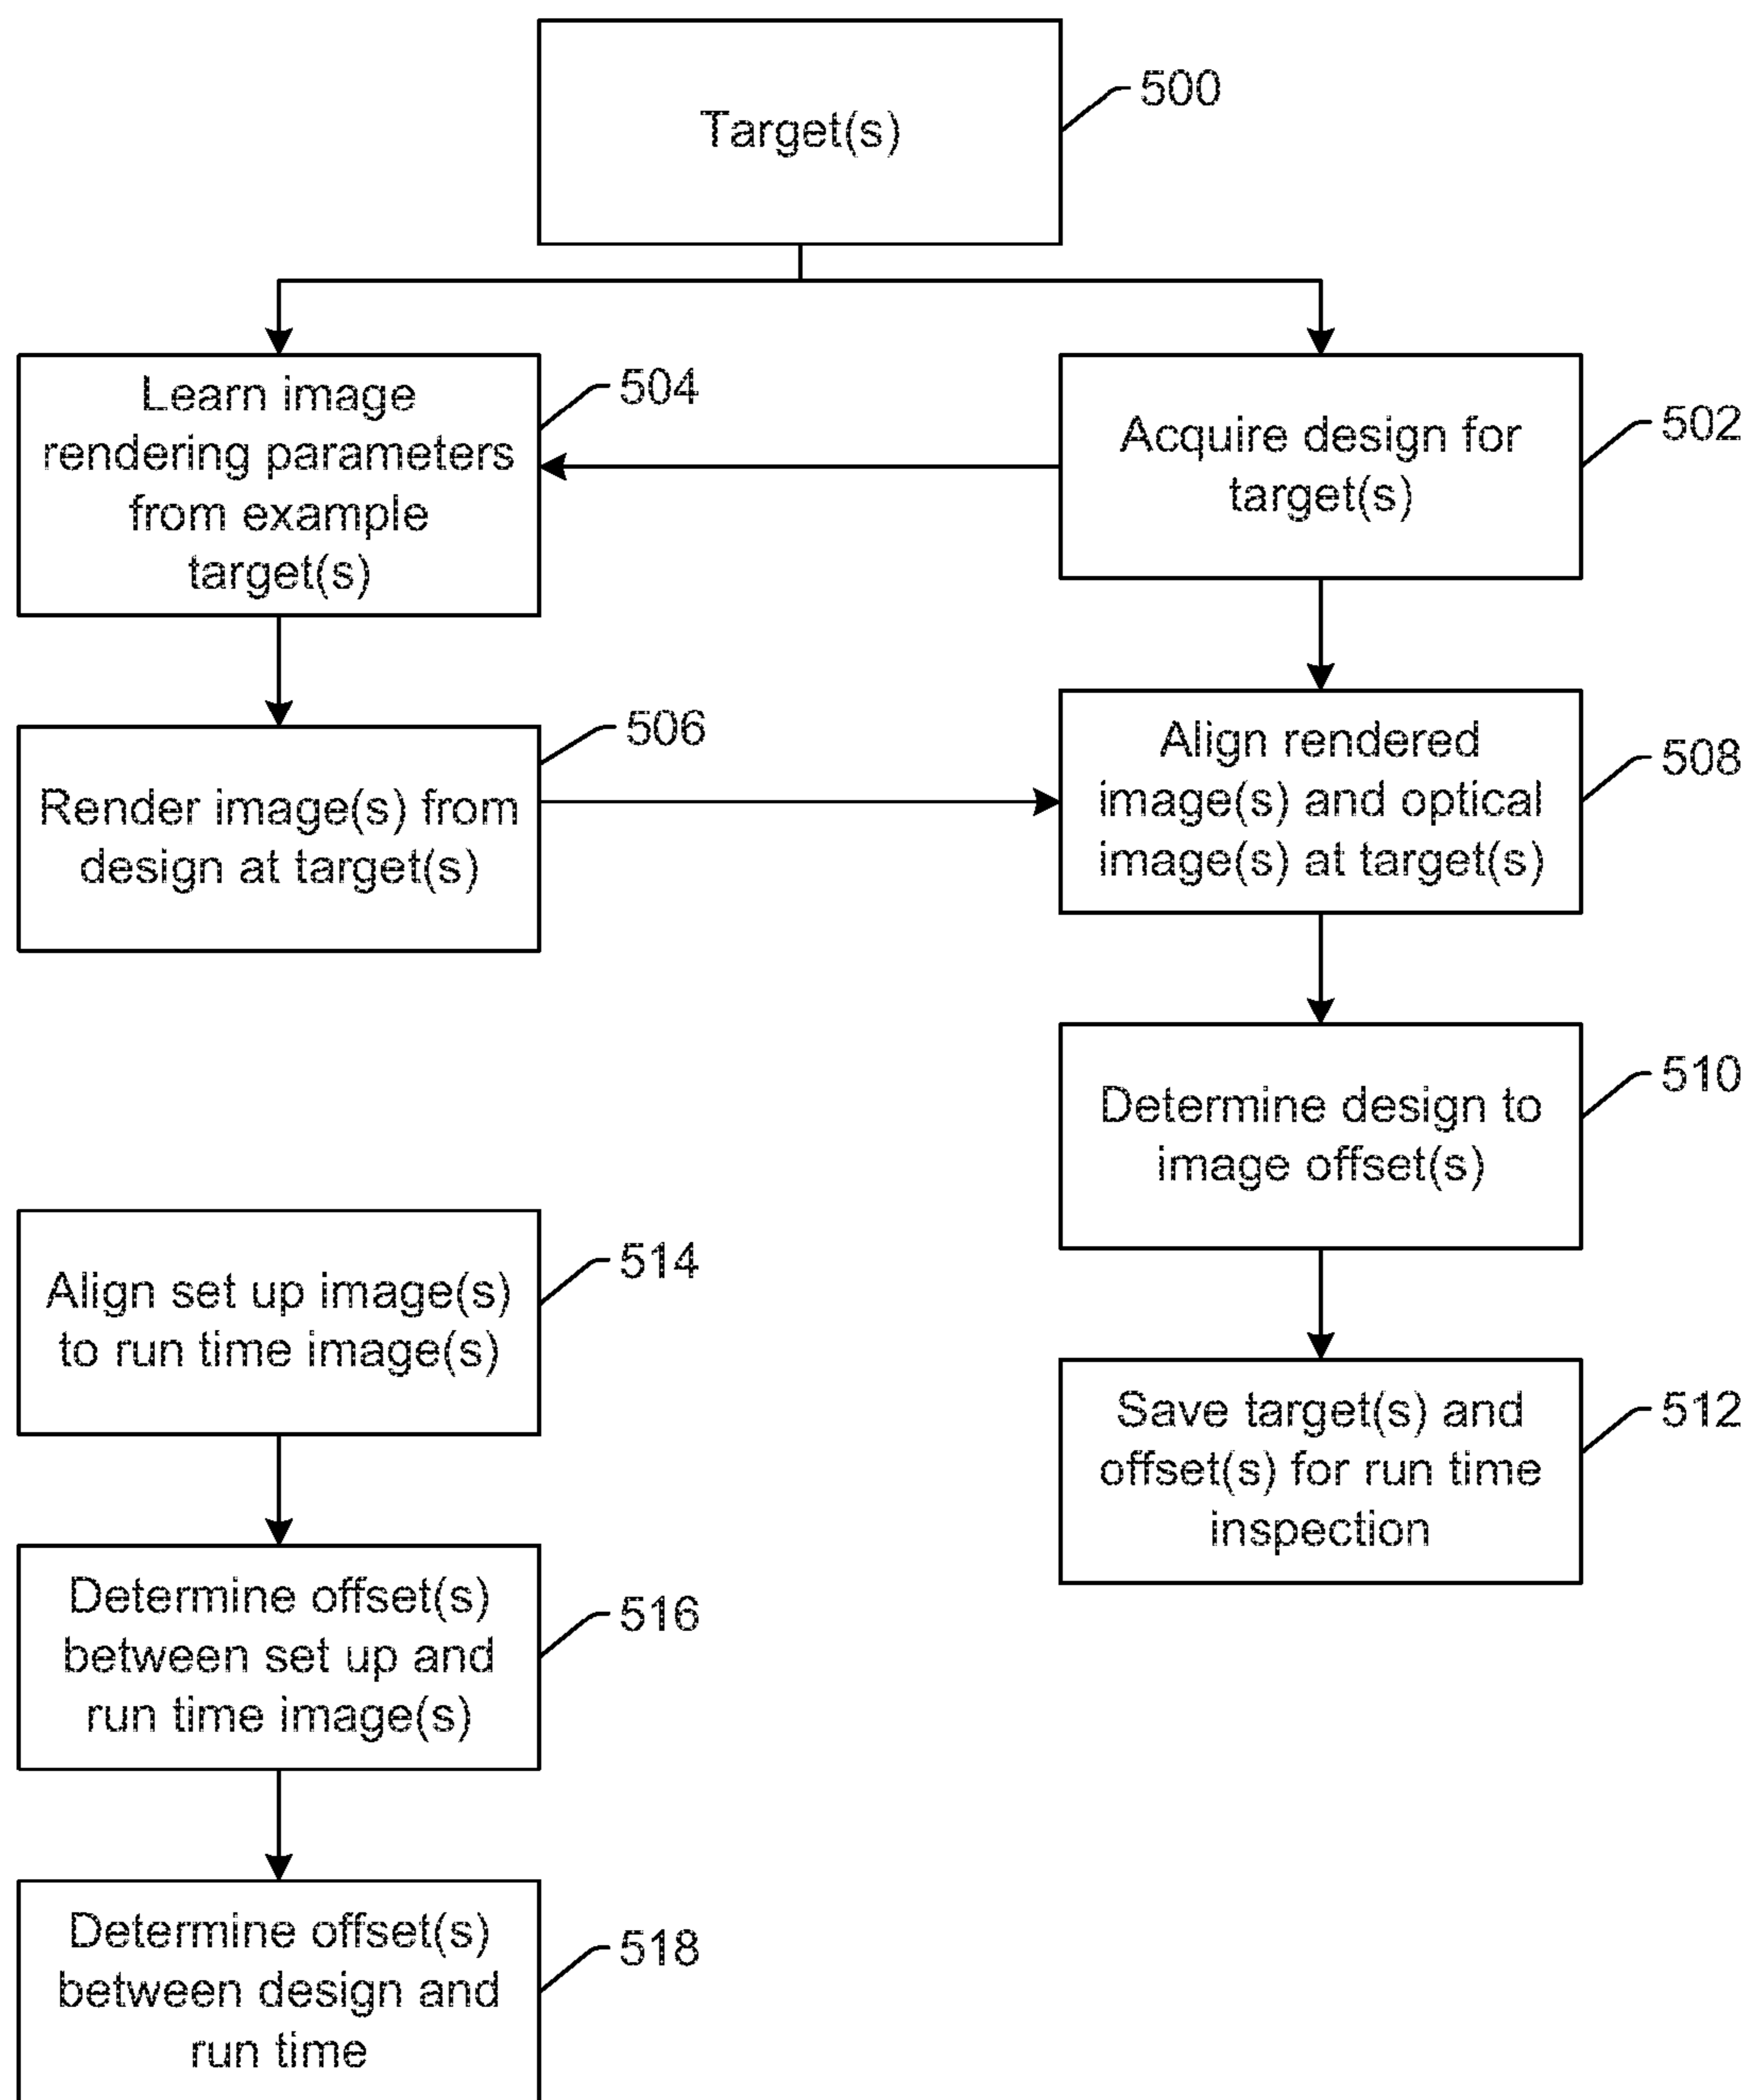 Target(s)
500
Learn image
rendering parameters
from example
target(s)
504
Acquire design for
target(s)
502
Render image(s) from
design at target(s)
506
Align rendered
image(s) and optical
image(s) at target(s)
508
Determine design to
image offset(s)
510
Save target(s) and
offset(s) for run time
inspection
512
Align set up image(s)
to run time image(s)
514
Determine offset(s)
between set up and
run time image(s)
516
Determine offset(s)
between design and
run time
518